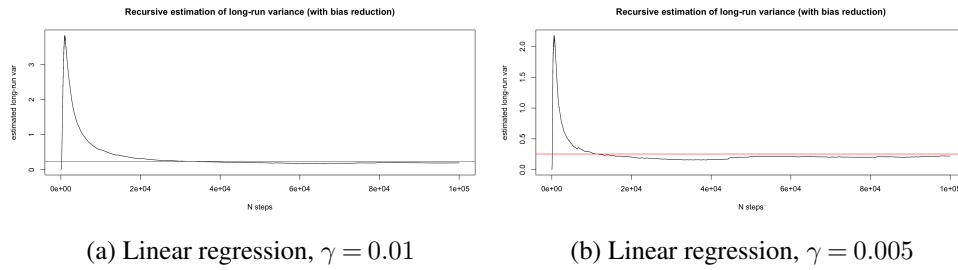 Recursive estimation of long-run variance (with bias reduction)
estimated long-run var
3
2
1
0
0e+00 2e+04 4e+04 6e+04 8e+04 1e+05
N steps
(a) Linear regression, γ = 0.01
Recursive estimation of long-run variance (with bias reduction)
estimated long-run var
2.0
1.5
1.0
0.5
0.0
0e+00 2e+04 4e+04 6e+04 8e+04 1e+05
N steps
(b) Linear regression, γ = 0.005